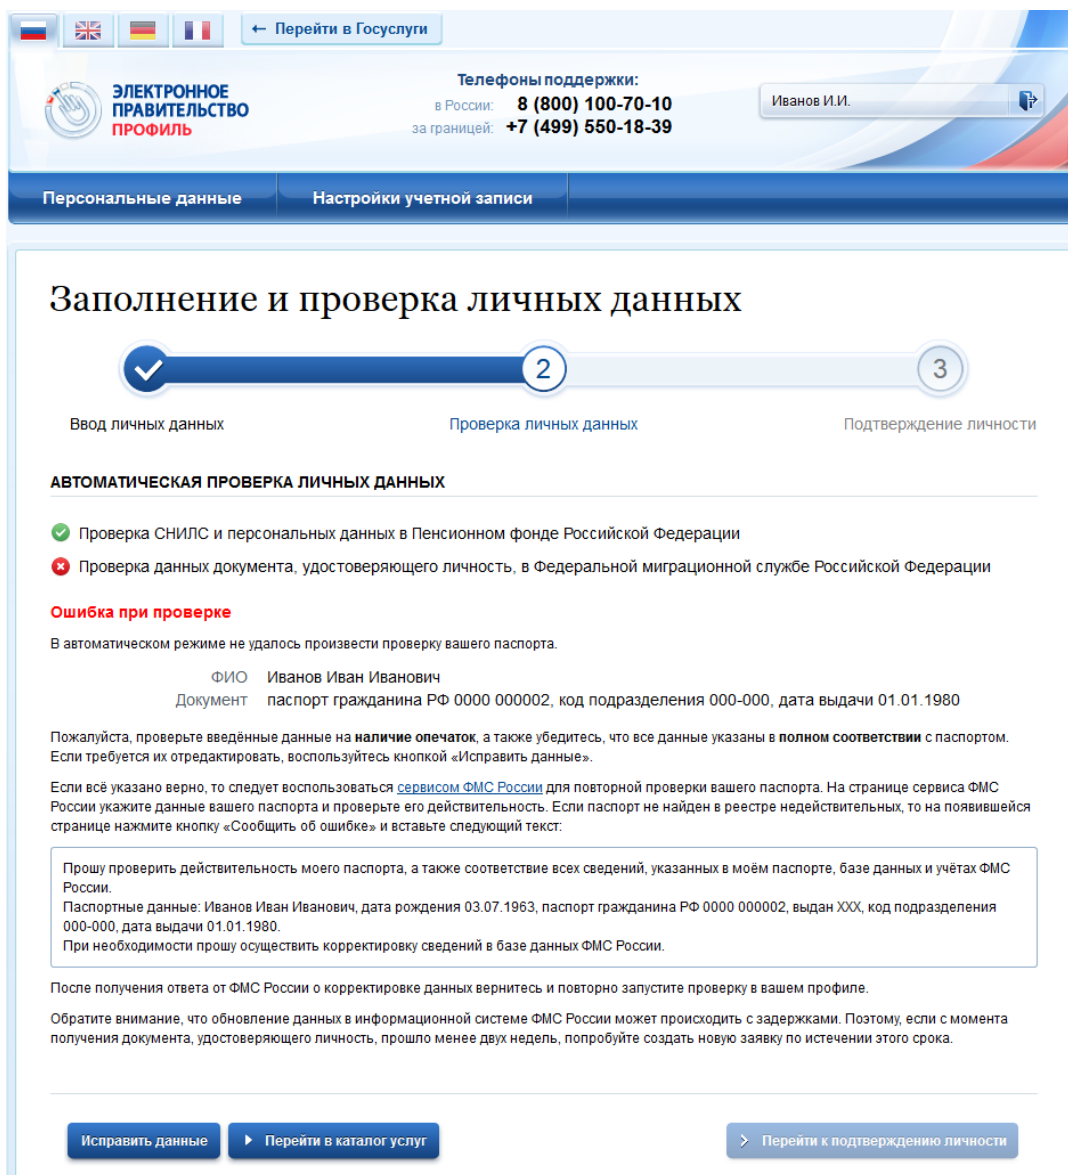 ← Перейти в Госуслуги
ЭЛЕКТРОННОЕ
ПРАВИТЕЛЬСТВО
ПРОФИЛЬ
Телефоны поддержки:
в России: 8 (800) 100-70-10
за границей: +7 (499) 550-18-39
Иванов И.И.
Персональные данные Настройки учетной записи
Заполнение и проверка личных данных
2 3
Ввод личных данных Проверка личных данных Подтверждение личности
АВТОМАТИЧЕСКАЯ ПРОВЕРКА ЛИЧНЫХ ДАННЫХ
Проверка СНИЛС и персональных данных в Пенсионном фонде Российской Федерации
Проверка данных документа, удостоверяющего личность, в Федеральной миграционной службе Российской Федерации
Ошибка при проверке
В автоматическом режиме не удалось произвести проверку вашего паспорта.
ФИО Иванов Иван Иванович
Документ паспорт гражданина РФ 0000 000002, код подразделения 000-000, дата выдачи 01.01.1980
Пожалуйста, проверьте введённые данные на наличие опечаток, а также убедитесь, что все данные указаны в полном соответствии с паспортом.
Если требуется их отредактировать, воспользуйтесь кнопкой «Исправить данные».
Если всё указано верно, то следует воспользоваться сервисом ФМС России для повторной проверки вашего паспорта. На странице сервиса ФМС
России укажите данные вашего паспорта и проверьте его действительность. Если паспорт не найден в реестре недействительных, то на появившейся
странице нажмите кнопку «Сообщить об ошибке» и вставьте следующий текст:
Прошу проверить действительность моего паспорта, а также соответствие всех сведений, указанных в моём паспорте, базе данных и учётах ФМС
России.
Паспортные данные: Иванов Иван Иванович, дата рождения 03.07.1963, паспорт гражданина РФ 0000 000002, выдан XXX, код подразделения
000-000, дата выдачи 01.01.1980.
При необходимости прошу осуществить корректировку сведений в базе данных ФМС России.
После получения ответа от ФМС России о корректировке данных вернитесь и повторно запустите проверку в вашем профиле.
Обратите внимание, что обновление данных в информационной системе ФМС России может происходить с задержками. Поэтому, если с момента
получения документа, удостоверяющего личность, прошло менее двух недель, попробуйте создать новую заявку по истечении этого срока.
Исправить данные Перейти в каталог услуг Перейти к подтверждению личности